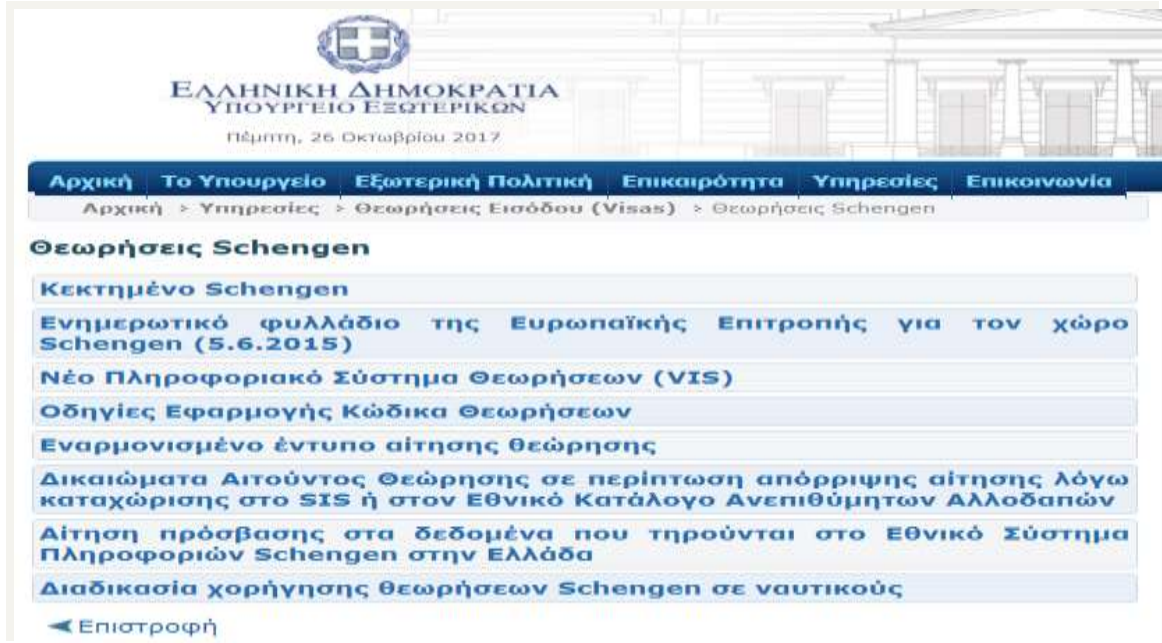 ΕΛΛΗΝΙΚΗ ΔΗΜΟΚΡΑΤΙΑ
ΥΠΟΥΡΓΕΙΟ ΕΞΩΤΕΡΙΚΩΝ
Πέμπτη, 26 Οκτωβρίου 2017
Αρχική Το Υπουργείο Εξωτερική Πολιτική Επικαιρότητα Υπηρεσίες Επικοινωνία
Αρχική > Υπηρεσίες > Θεωρήσεις Εισόδου (Visas) > Θεωρήσεις Schengen
Θεωρήσεις Schengen
Κεκτημένο Schengen
Ενημερωτικό φυλλάδιο της Ευρωπαϊκής Επιτροπής για τον χώρο
Schengen (5.6.2015)
Νέο Πληροφοριακό Σύστημα Θεωρήσεων (VIS)
Οδηγίες Εφαρμογής Κώδικα Θεωρήσεων
Εναρμονισμένο έντυπο αίτησης θεώρησης
Δικαιώματα Αιτούντος Θεώρησης σε περίπτωση απόρριψης αίτησης λόγω
καταχώρισης στο SIS ή στον Εθνικό Κατάλογο Ανεπιθύμητων Αλλοδαπών
Αίτηση πρόσβασης στα δεδομένα που τηρούνται στο Εθνικό Σύστημα
Πληροφοριών Schengen στην Ελλάδα
Διαδικασία χορήγησης θεωρήσεων Schengen σε ναυτικούς
Επιστροφή